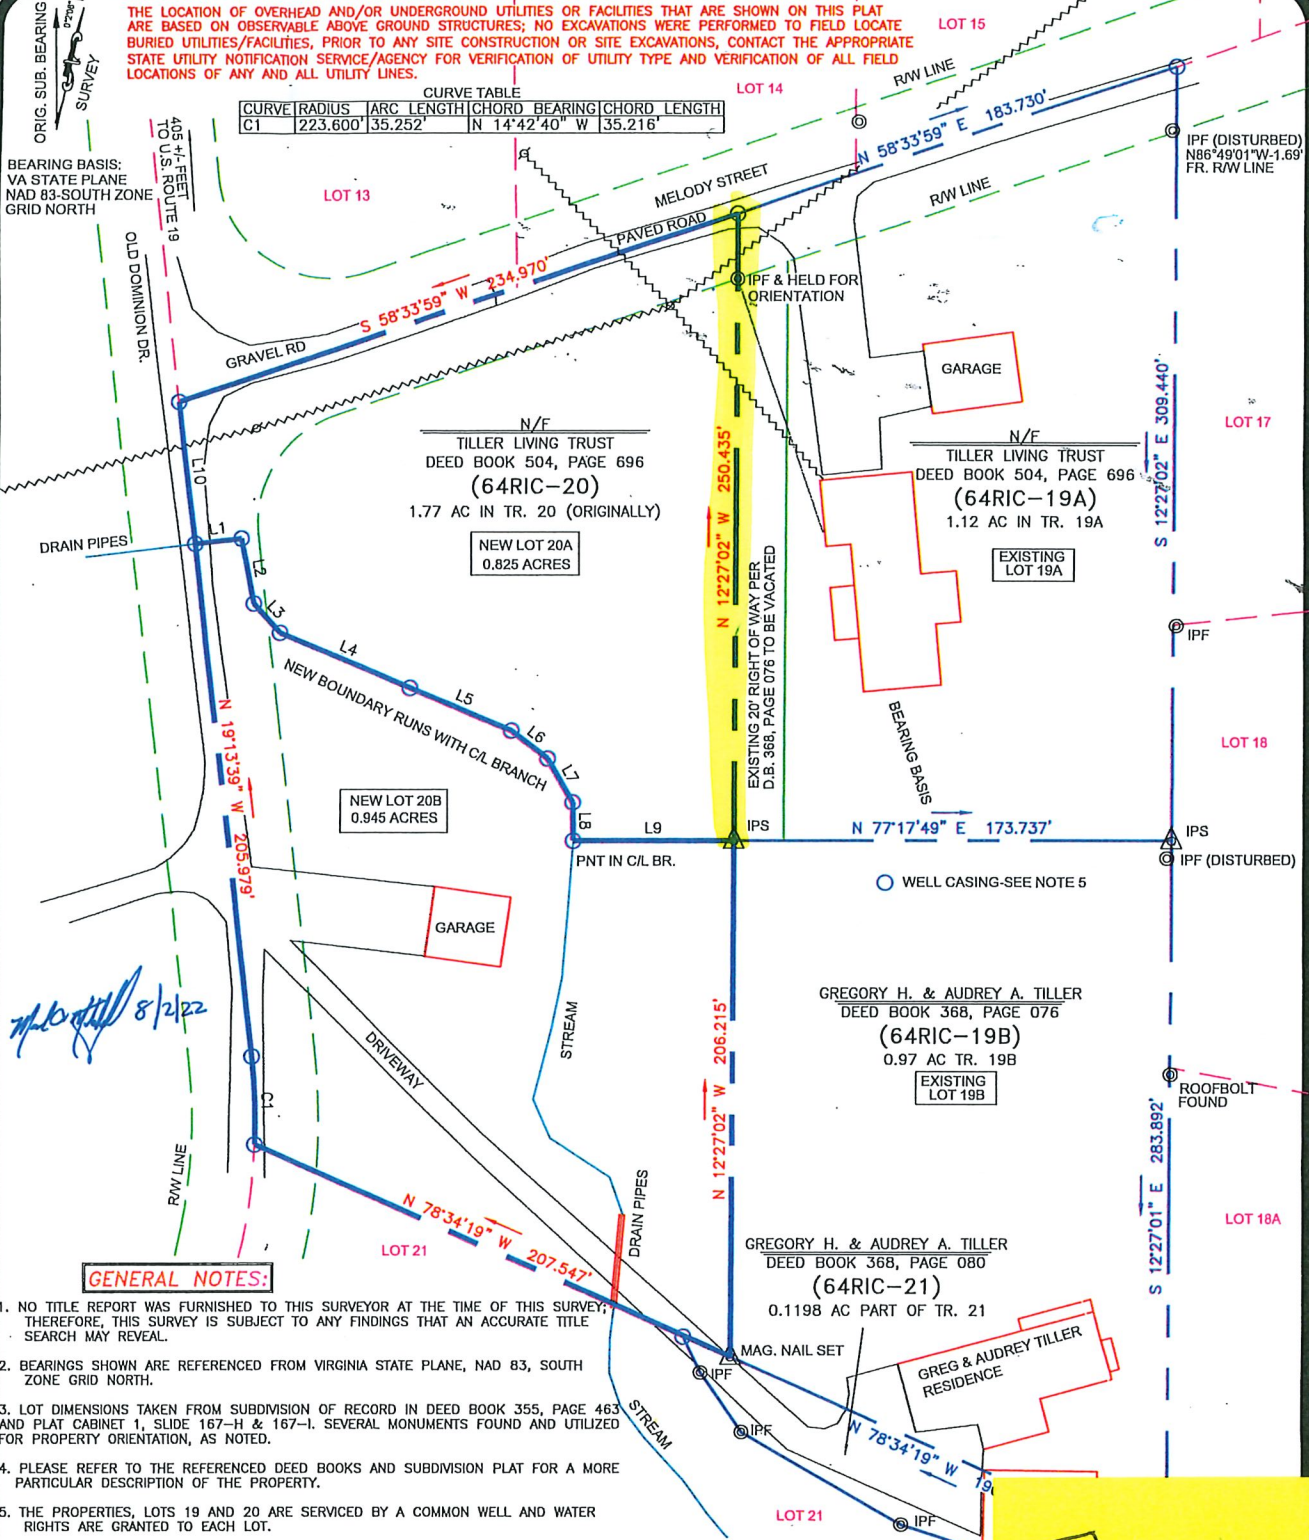 THE LOCATION OF OVERHEAD AND/OR UNDERGROUND UTILITIES OR FACILITIES THAT ARE SHOWN ON THIS PLAT
ARE BASED ON OBSERVABLE ABOVE GROUND STRUCTURES; NO EXCAVATIONS WERE PERFORMED TO FIELD LOCATE
BURIED UTILITIES/FACILITIES, PRIOR TO ANY SITE CONSTRUCTION OR SITE EXCAVATIONS, CONTACT THE APPROPRIATE
STATE UTILITY NOTIFICATION SERVICE/AGENCY FOR VERIFICATION OF UTILITY TYPE AND VERIFICATION OF ALL FIELD
LOCATIONS OF ANY AND ALL UTILITY LINES.
ORIG. SUB. BEARING
0°2'08"
SURVEY
CURVE TABLE
CURVE RADIUS ARC LENGTH CHORD BEARING CHORD LENGTH
C1 223.600' 35.252' N 14°42'40" W 35.216'
BEARING BASIS:
VA STATE PLANE
NAD 83-SOUTH ZONE
GRID NORTH
405 +/- FEET
TO U.S. ROUTE 19
OLD DOMINION DR.
LOT 13
LOT 14
LOT 15
R/W LINE
N 58°33'59" E 183.730'
IPF (DISTURBED)
N86°49'01"W-1.69'
FR. R/W LINE
MELODY STREET
PAVED ROAD
R/W LINE
S 58°33'59" W 234.970'
IPF & HELD FOR
ORIENTATION
GRAVEL RD
GARAGE
N/F
TILLER LIVING TRUST
DEED BOOK 504, PAGE 696
(64RIC-20)
1.77 AC IN TR. 20 (ORIGINALLY)
NEW LOT 20A
0.825 ACRES
N 12°27'02" W 250.435'
EXISTING 20' RIGHT OF WAY PER
D.B. 368, PAGE 076 TO BE VACATED
N/F
TILLER LIVING TRUST
DEED BOOK 504, PAGE 696
(64RIC-19A)
1.12 AC IN TR. 19A
EXISTING
LOT 19A
S 12°27'02" E 309.440'
LOT 17
IPF
LOT 18
DRAIN PIPES
L10
L1
L2
L3
L4
L5
L6
L7
L8
L9
NEW BOUNDARY RUNS WITH C/L BRANCH
BEARING BASIS
N 19°13'39" W 205.979'
NEW LOT 20B
0.945 ACRES
PNT IN C/L BR.
IPS
N 77°17'49" E 173.737'
IPS
IPF (DISTURBED)
WELL CASING-SEE NOTE 5
GARAGE
8/2/22
STREAM
DRIVEWAY
C1
R/W LINE
N 12°27'02" W 206.215'
GREGORY H. & AUDREY A. TILLER
DEED BOOK 368, PAGE 076
(64RIC-19B)
0.97 AC TR. 19B
EXISTING
LOT 19B
ROOFBOLT
FOUND
S 12°27'01" E 283.892'
LOT 18A
DRAIN PIPES
N 78°34'19" W 207.547'
LOT 21
GREGORY H. & AUDREY A. TILLER
DEED BOOK 368, PAGE 080
(64RIC-21)
0.1198 AC PART OF TR. 21
MAG. NAIL SET
IPF
IPF
GREG & AUDREY TILLER
RESIDENCE
N 78°34'19" W
STREAM
IPF
LOT 21
GENERAL NOTES:
1. NO TITLE REPORT WAS FURNISHED TO THIS SURVEYOR AT THE TIME OF THIS SURVEY;
THEREFORE, THIS SURVEY IS SUBJECT TO ANY FINDINGS THAT AN ACCURATE TITLE
SEARCH MAY REVEAL.
2. BEARINGS SHOWN ARE REFERENCED FROM VIRGINIA STATE PLANE, NAD 83, SOUTH
ZONE GRID NORTH.
3. LOT DIMENSIONS TAKEN FROM SUBDIVISION OF RECORD IN DEED BOOK 355, PAGE 463
AND PLAT CABINET 1, SLIDE 167-H & 167-I. SEVERAL MONUMENTS FOUND AND UTILIZED
FOR PROPERTY ORIENTATION, AS NOTED.
4. PLEASE REFER TO THE REFERENCED DEED BOOKS AND SUBDIVISION PLAT FOR A MORE
PARTICULAR DESCRIPTION OF THE PROPERTY.
5. THE PROPERTIES, LOTS 19 AND 20 ARE SERVICED BY A COMMON WELL AND WATER
RIGHTS ARE GRANTED TO EACH LOT.